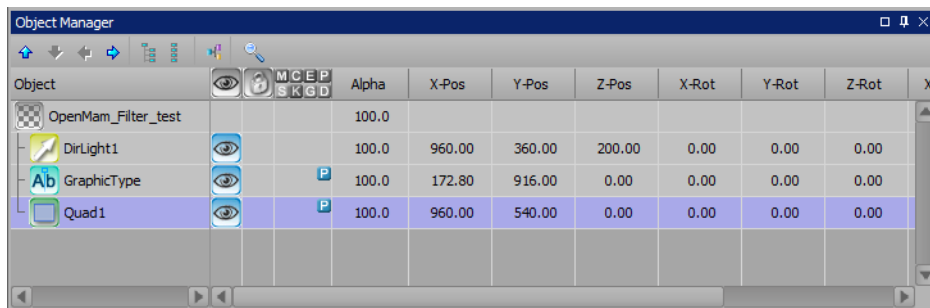 Object Manager
Object M C E P Alpha X-Pos Y-Pos Z-Pos X-Rot Y-Rot Z-Rot X
S K G D
OpenMam_Filter_test 100.0
DirLight1 100.0 960.00 360.00 200.00 0.00 0.00 0.00
Ab GraphicType P 100.0 172.80 916.00 0.00 0.00 0.00 0.00
Quad1 P 100.0 960.00 540.00 0.00 0.00 0.00 0.00